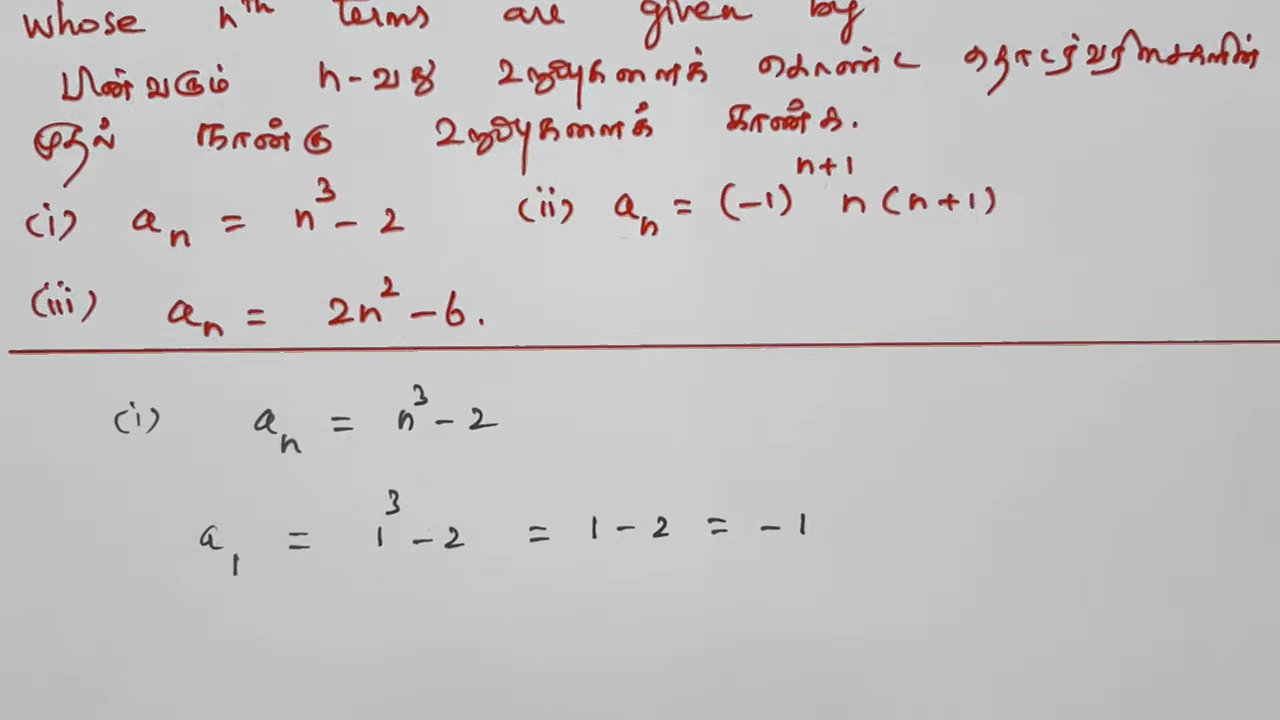 whose nᵗʰ terms are given by
பின்வரும் n-வது உறுப்புகளைக் கொண்ட தொடர்வரிசைகளின்
முதல் நான்கு உறுப்புகளைக் காண்க.
(i) aₙ = n³ - 2 (ii) aₙ = (-1)ⁿ⁺¹ n(n+1)
(iii) aₙ = 2n² - 6.
(i) aₙ = n³ - 2
a₁ = 1³ - 2 = 1 - 2 = -1